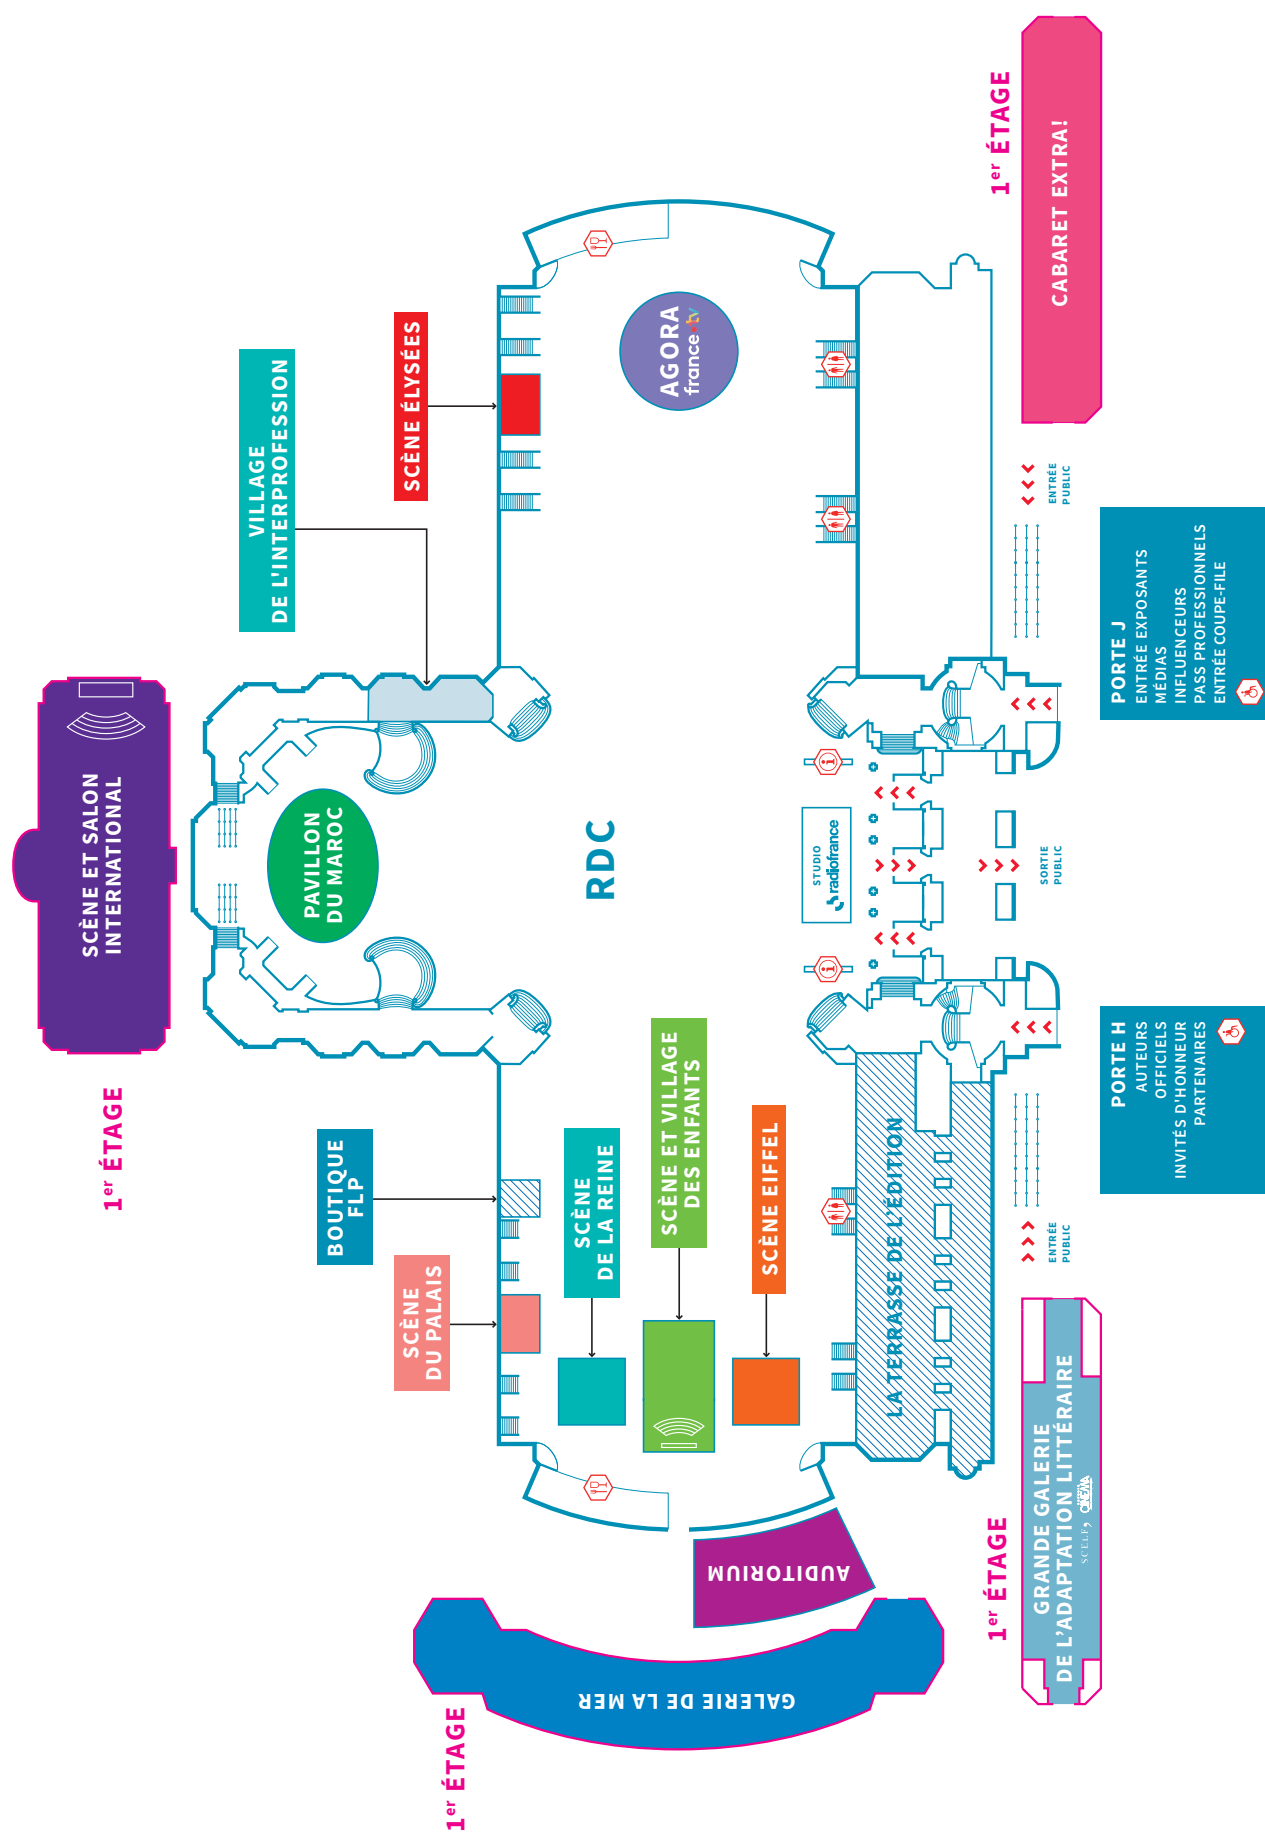 SCÈNE ET SALON
INTERNATIONAL
1er ÉTAGE
VILLAGE
DE L'INTERPROFESSION
SCÈNE ÉLYSÉES
PAVILLON
DU MAROC
BOUTIQUE
FLP
SCÈNE
DU PALAIS
SCÈNE
DE LA REINE
SCÈNE ET VILLAGE
DES ENFANTS
SCÈNE EIFFEL
RDC
AGORA
france•tv
STUDIO
radiofrance
LA TERRASSE DE L'ÉDITION
AUDITORIUM
GALERIE DE LA MER
1er ÉTAGE
1er ÉTAGE
GRANDE GALERIE
DE L'ADAPTATION LITTÉRAIRE
SCELF
CINÉMA
ENTRÉE
PUBLIC
SORTIE
PUBLIC
ENTRÉE
PUBLIC
1er ÉTAGE
CABARET EXTRA!
PORTE H
AUTEURS
OFFICIELS
INVITÉS D'HONNEUR
PARTENAIRES
PORTE J
ENTRÉE EXPOSANTS
MÉDIAS
INFLUENCEURS
PASS PROFESSIONNELS
ENTRÉE COUPE-FILE